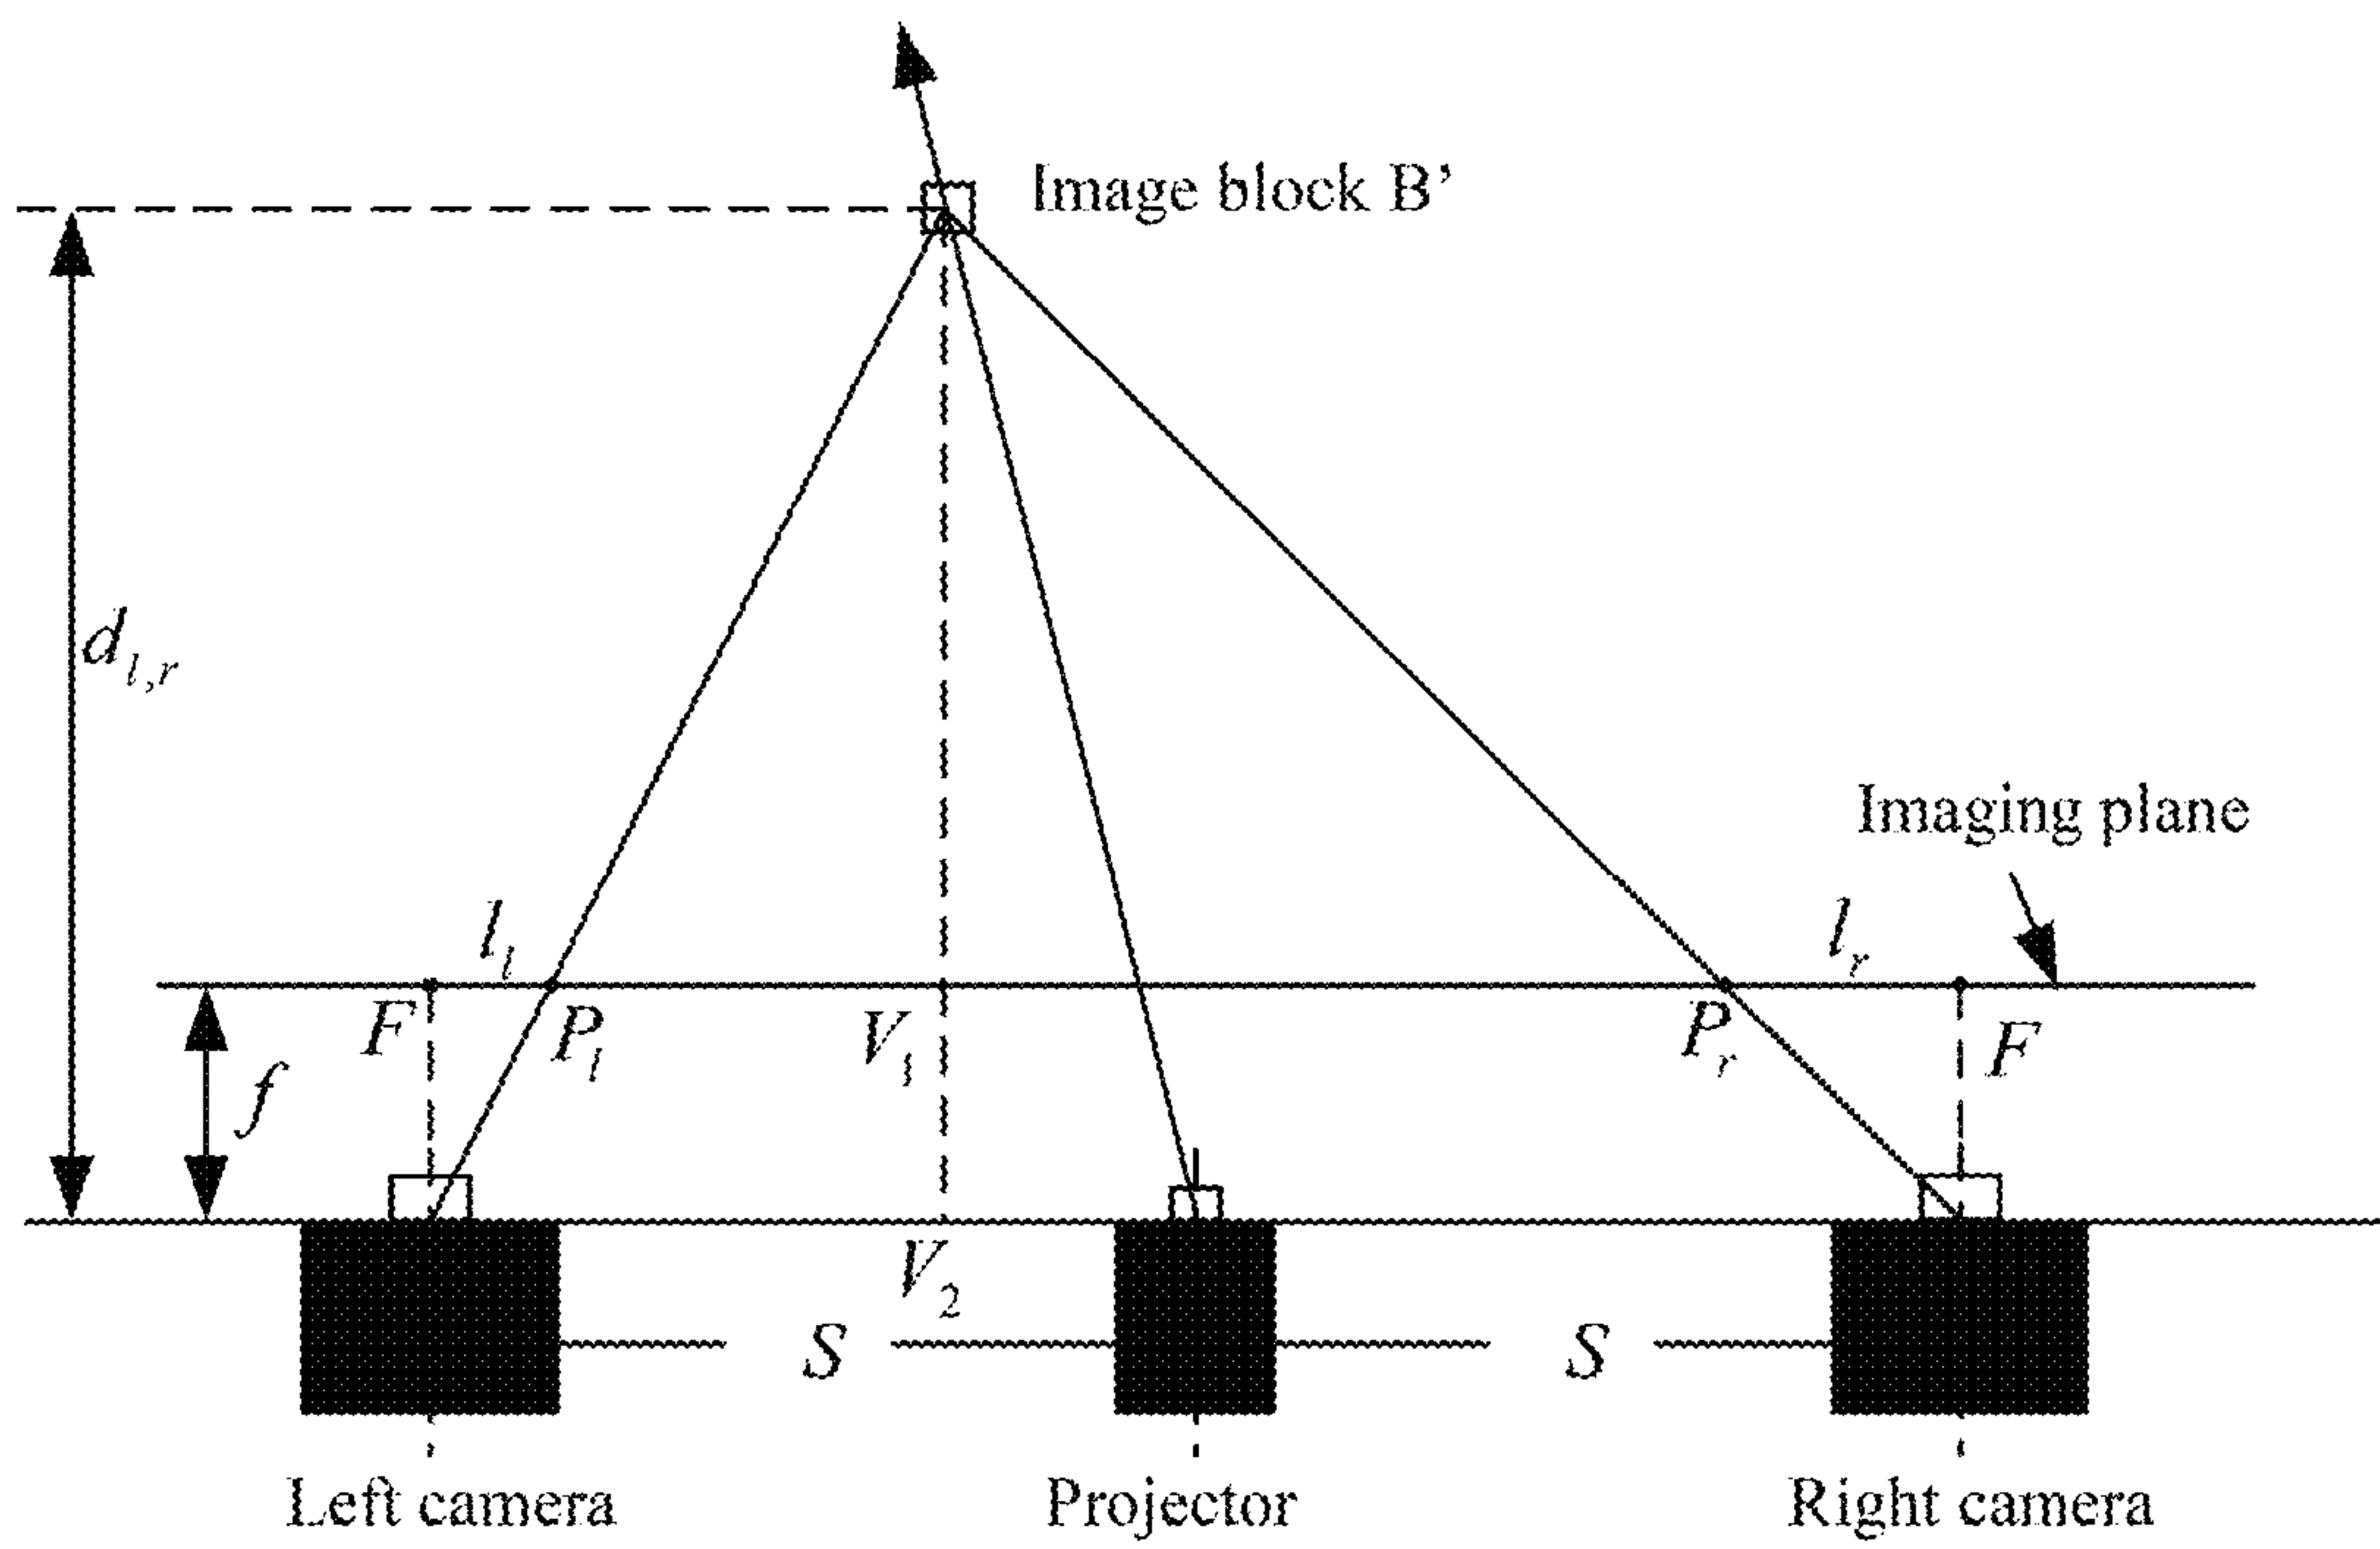 Image block B’
d_{l,r}
Imaging plane
l_l
l_r
F
P_l
V_1
P_r
F
f
V_2
S
S
Left camera
Projector
Right camera